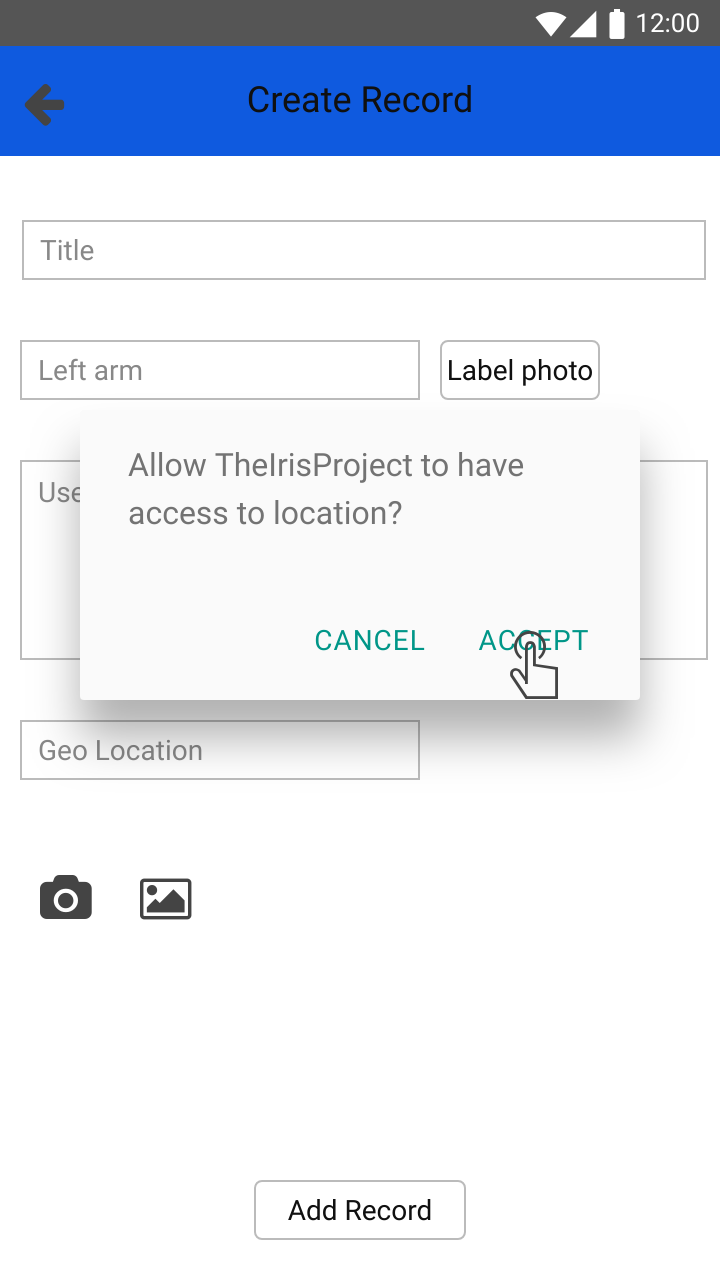 12:00
Create Record
Title
Left arm
Label photo
Allow TheIrisProject to have
access to location?
Use
CANCEL
ACCEPT
Geo Location
Add Record